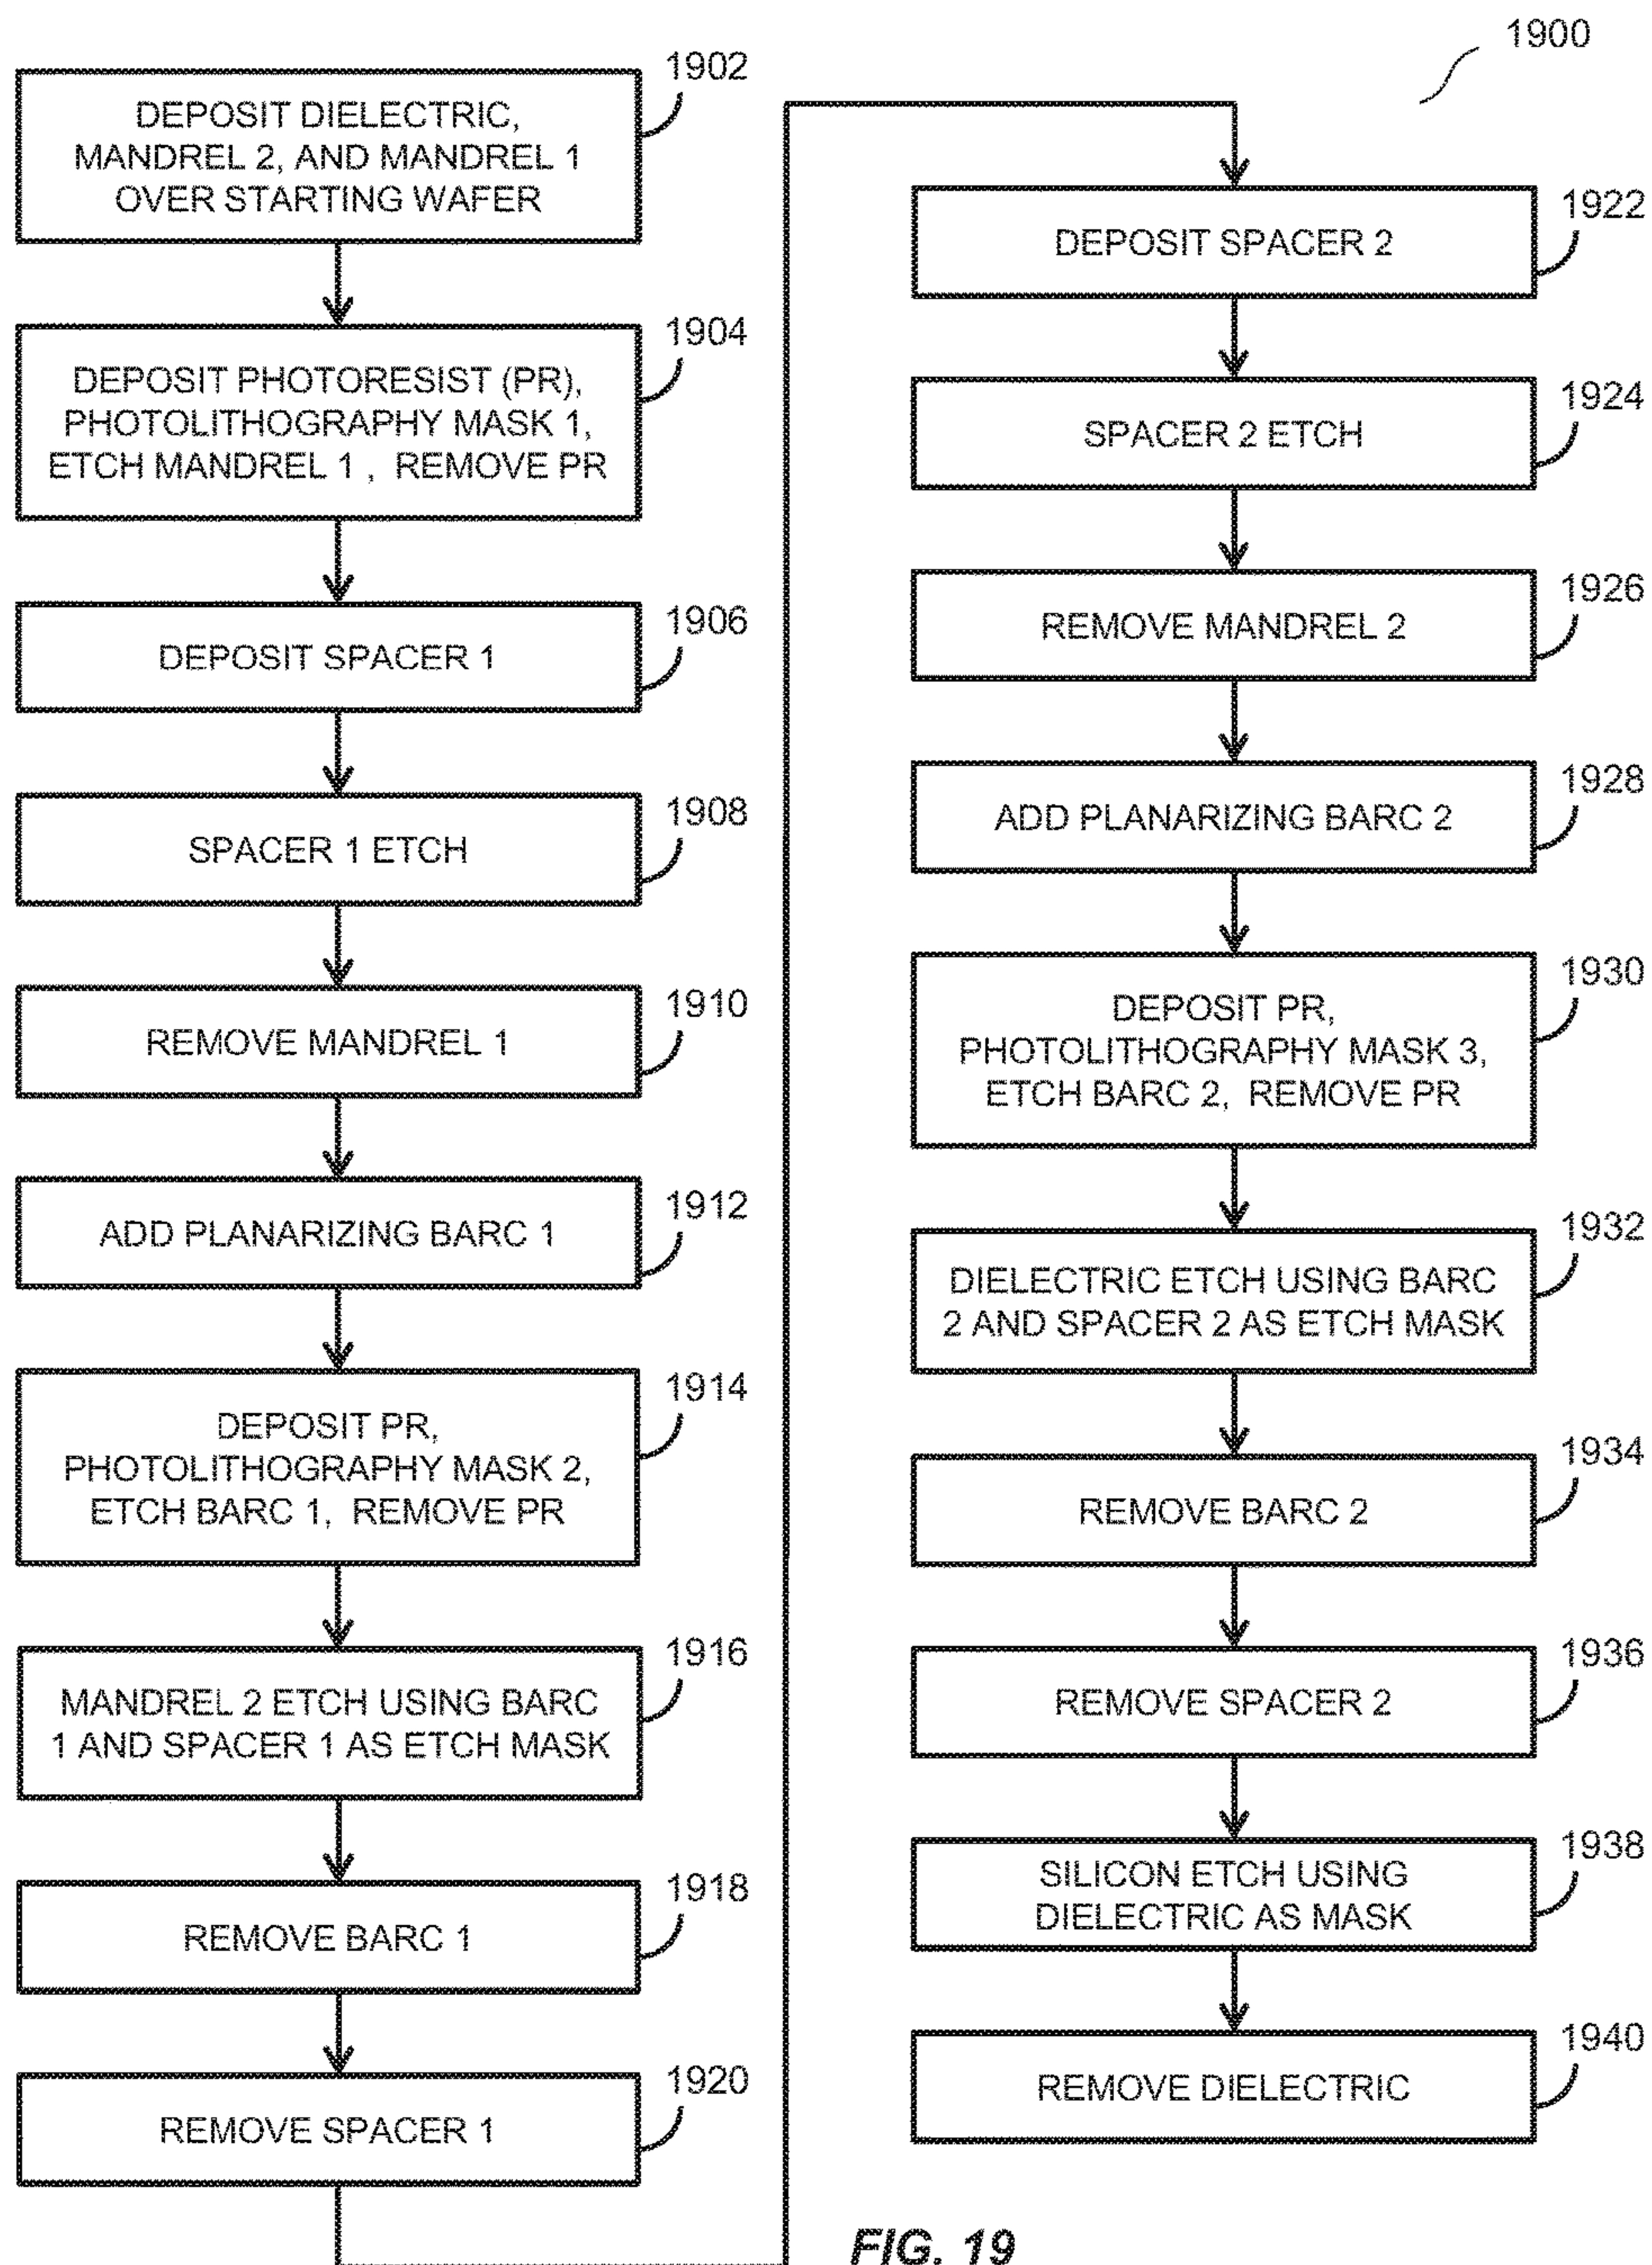 1900
1902
DEPOSIT DIELECTRIC,
MANDREL 2, AND MANDREL 1
OVER STARTING WAFER
1904
DEPOSIT PHOTORESIST (PR),
PHOTOLITHOGRAPHY MASK 1,
ETCH MANDREL 1 , REMOVE PR
1906
DEPOSIT SPACER 1
1908
SPACER 1 ETCH
1910
REMOVE MANDREL 1
1912
ADD PLANARIZING BARC 1
1914
DEPOSIT PR,
PHOTOLITHOGRAPHY MASK 2,
ETCH BARC 1, REMOVE PR
1916
MANDREL 2 ETCH USING BARC
1 AND SPACER 1 AS ETCH MASK
1918
REMOVE BARC 1
1920
REMOVE SPACER 1
1922
DEPOSIT SPACER 2
1924
SPACER 2 ETCH
1926
REMOVE MANDREL 2
1928
ADD PLANARIZING BARC 2
1930
DEPOSIT PR,
PHOTOLITHOGRAPHY MASK 3,
ETCH BARC 2, REMOVE PR
1932
DIELECTRIC ETCH USING BARC
2 AND SPACER 2 AS ETCH MASK
1934
REMOVE BARC 2
1936
REMOVE SPACER 2
1938
SILICON ETCH USING
DIELECTRIC AS MASK
1940
REMOVE DIELECTRIC
FIG. 19